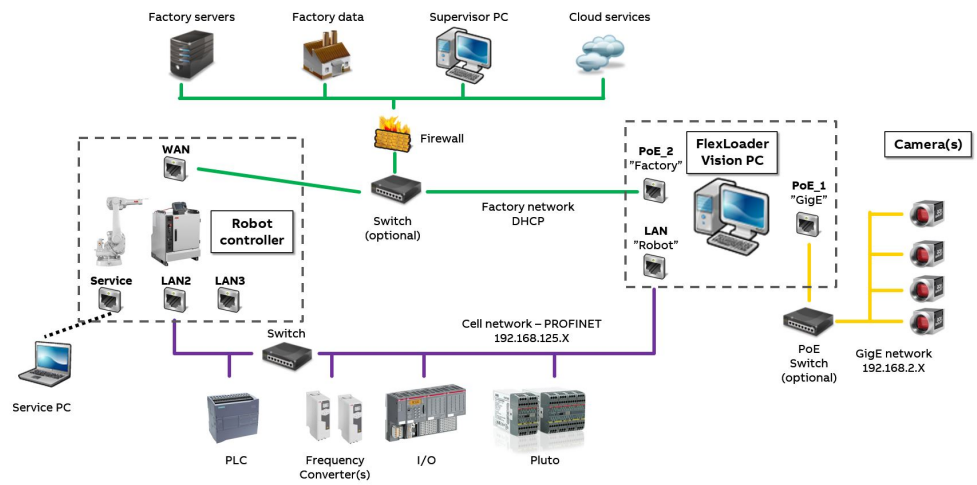 Factory servers
Factory data
Supervisor PC
Cloud services
Firewall
WAN
Switch
(optional)
Factory network
DHCP
PoE_2
"Factory"
FlexLoader
Vision PC
PoE_1
"GigE"
Camera(s)
LAN
"Robot"
Robot
controller
Service
LAN2
LAN3
Switch
Cell network – PROFINET
192.168.125.X
PoE
Switch
(optional)
GigE network
192.168.2.X
Service PC
PLC
Frequency
Converter(s)
I/O
Pluto